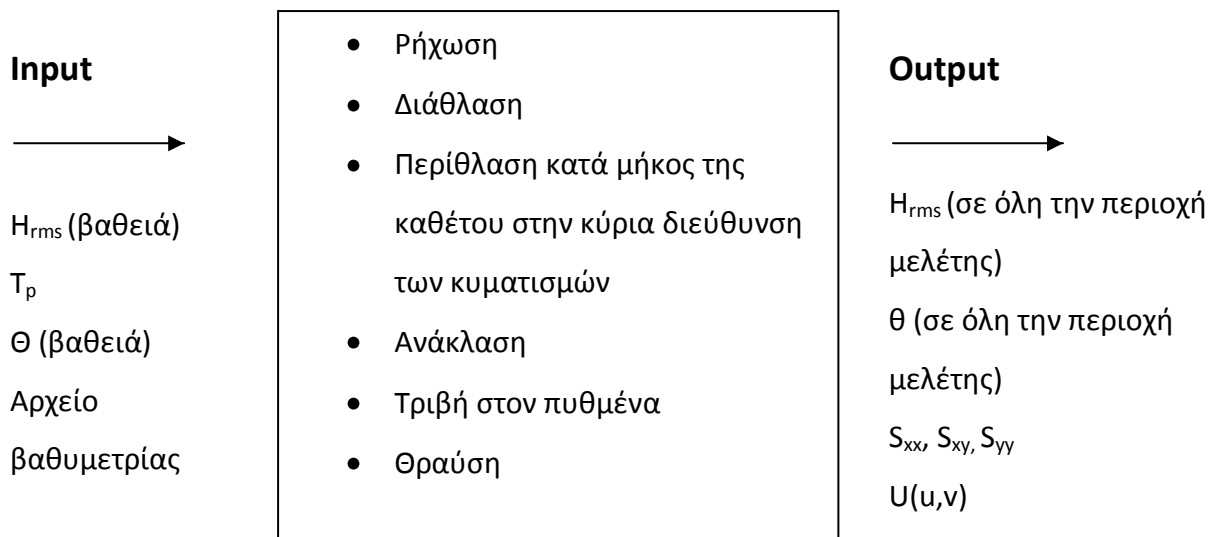 Input
Hrms (βαθειά)
Tp
Θ (βαθειά)
Αρχείο
βαθυμετρίας
• Ρήχωση
• Διάθλαση
• Περίθλαση κατά μήκος της
καθέτου στην κύρια διεύθυνση
των κυματισμών
• Ανάκλαση
• Τριβή στον πυθμένα
• Θραύση
Output
Hrms (σε όλη την περιοχή
μελέτης)
θ (σε όλη την περιοχή
μελέτης)
Sxx, Sxy, Syy
U(u,v)